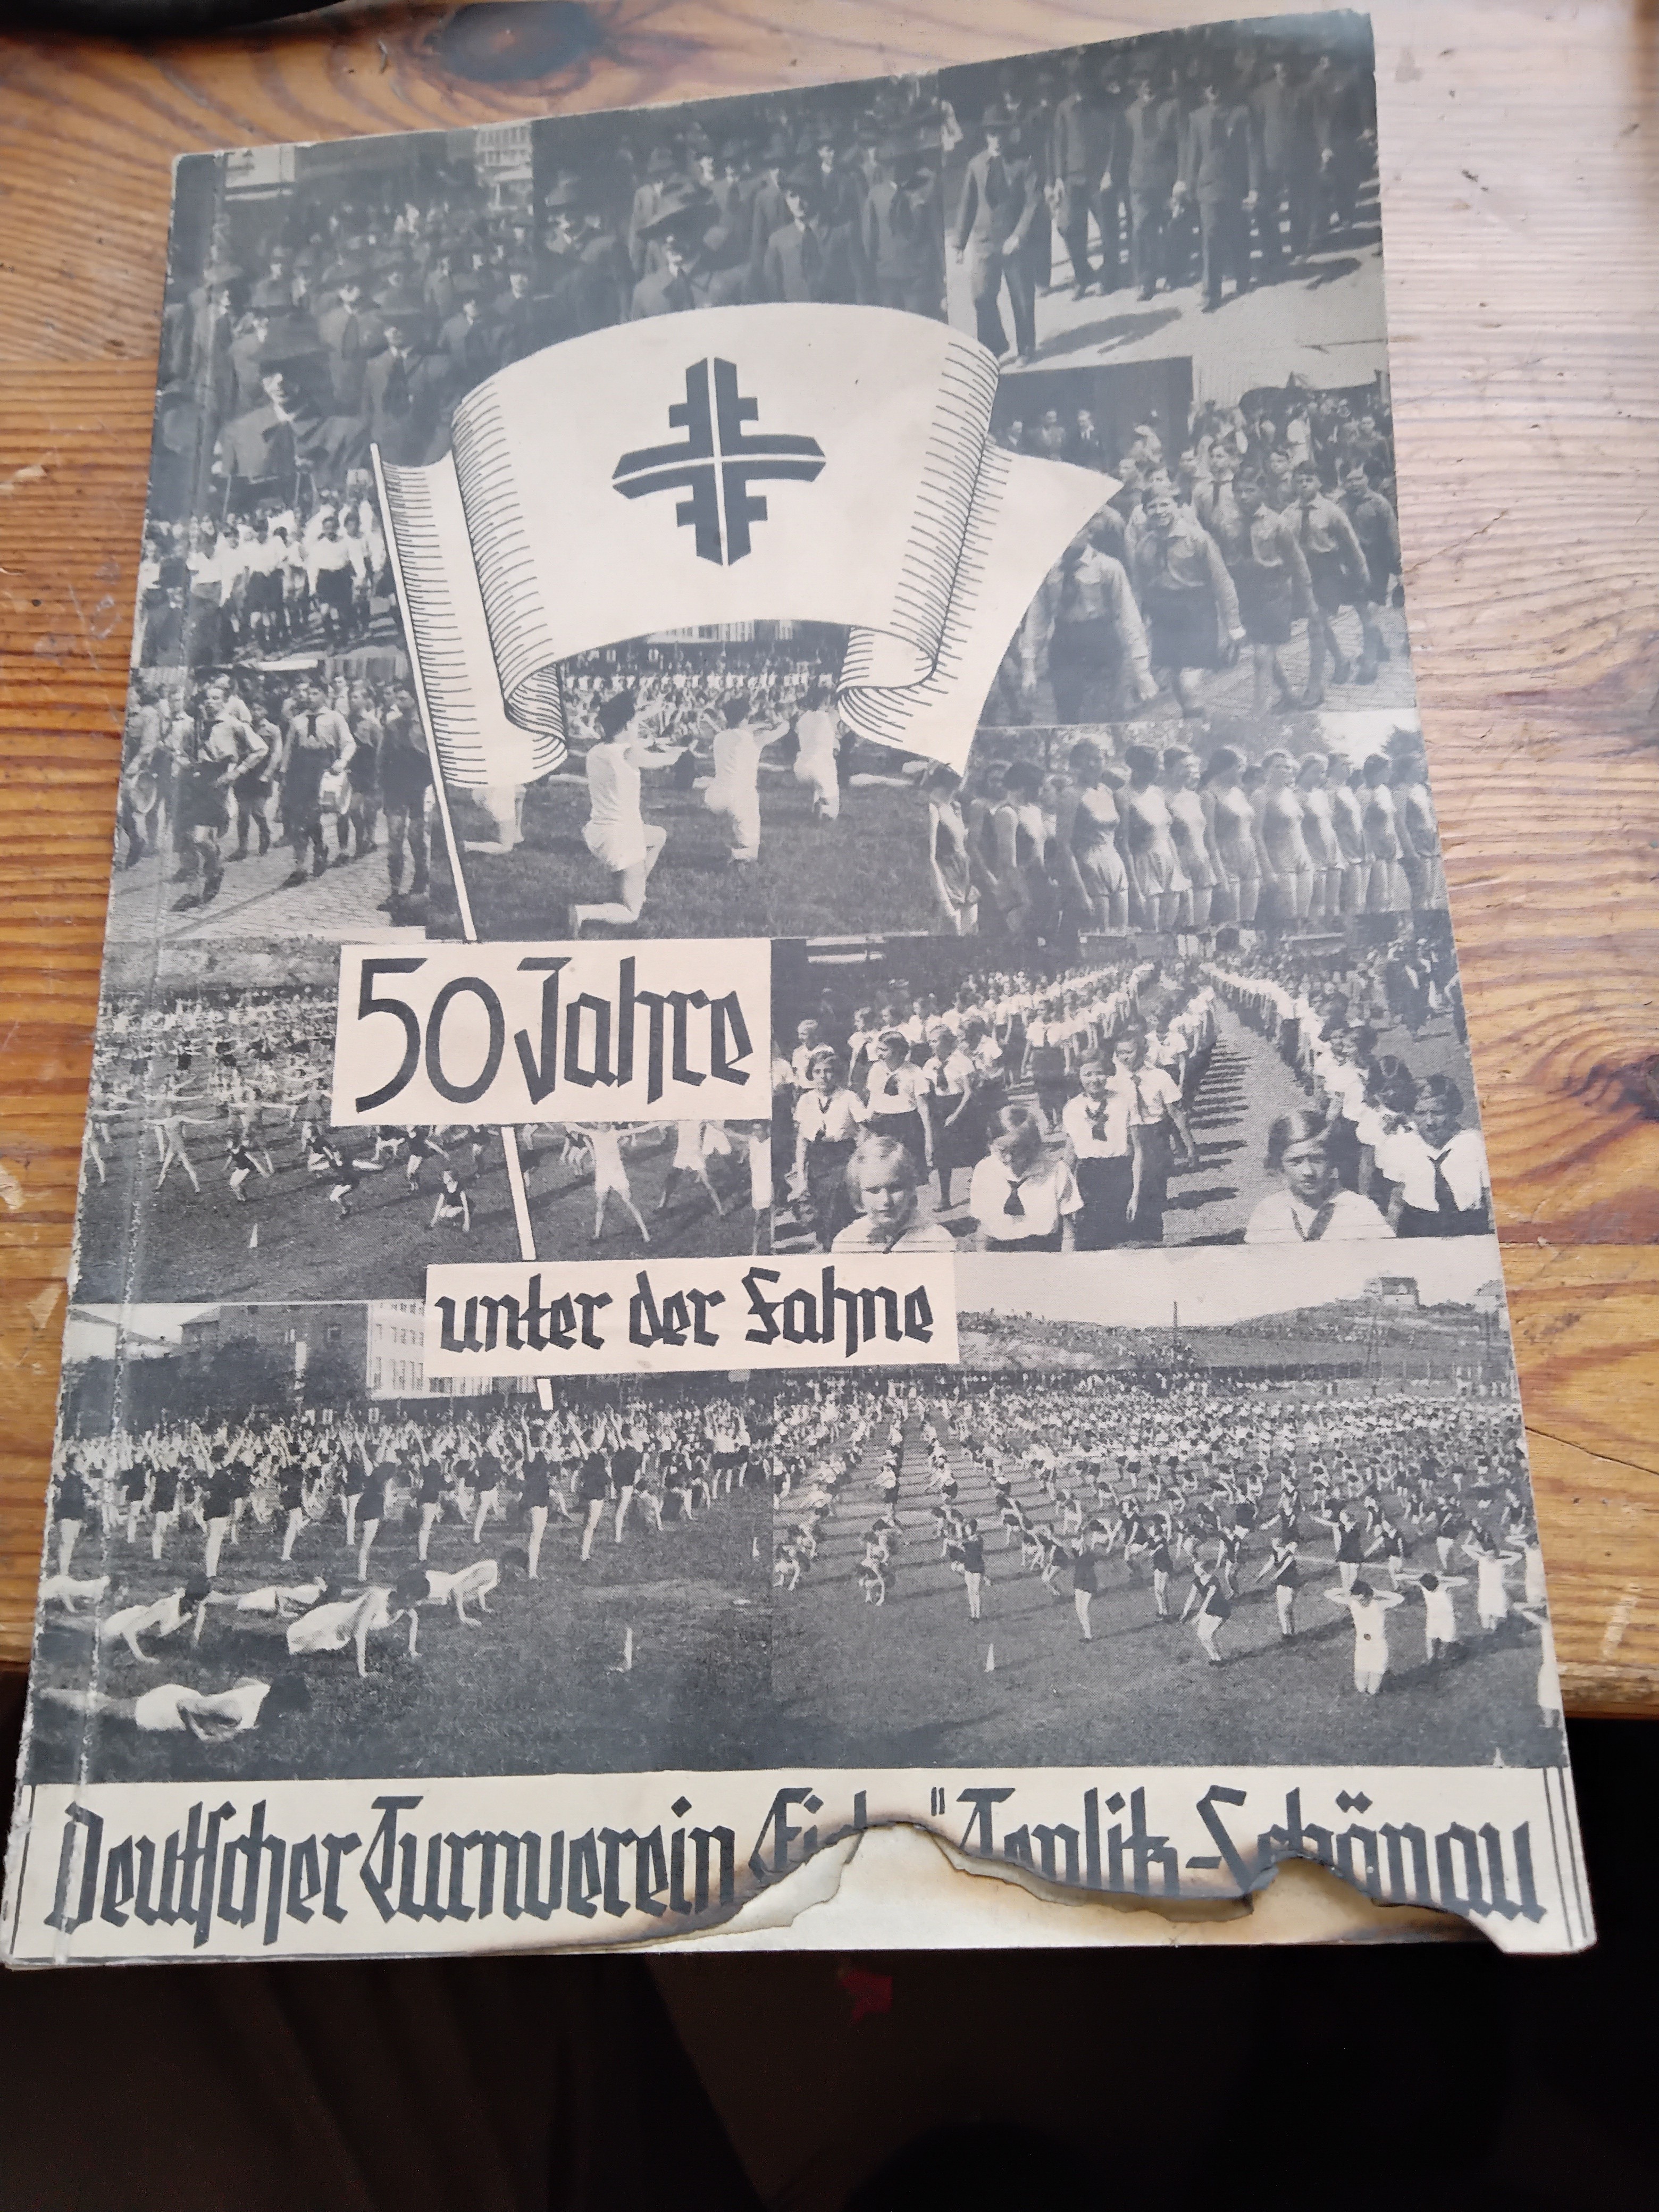 50 Jahre
unter der Fahne
Deutscher Turnverein " Teplitz-Schönau